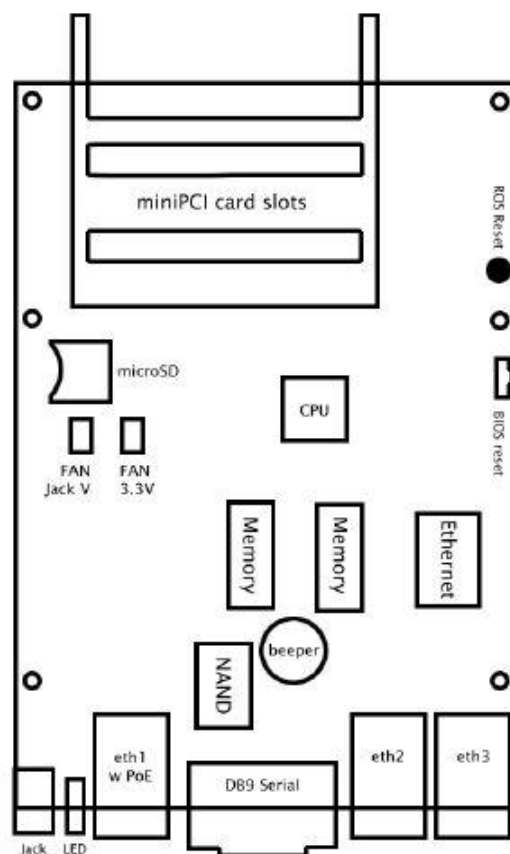 miniPCI card slots
ROS Reset
microSD
CPU
BIOS reset
FAN
Jack V
FAN
3.3V
Memory
Memory
Ethernet
beeper
NAND
eth1
w PoE
DB9 Serial
eth2
eth3
Jack
LED